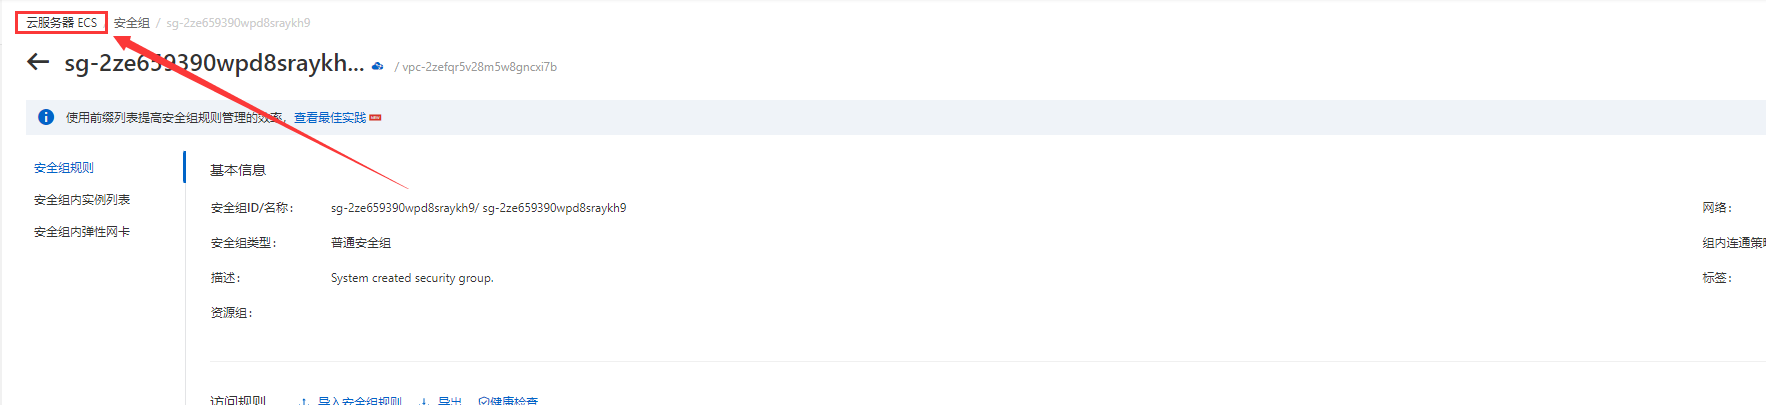 云服务器 ECS / 安全组 / sg-2ze659390wpd8sraykh9
sg-2ze659390wpd8sraykh... / vpc-2zefqr5v28m5w8gncxi7b
使用前缀列表提高安全组规则管理的效率，查看最佳实践
安全组规则
安全组内实例列表
安全组内弹性网卡
基本信息
安全组ID/名称： sg-2ze659390wpd8sraykh9/ sg-2ze659390wpd8sraykh9 网络：
安全组类型： 普通安全组 组内连通策略
描述： System created security group. 标签：
资源组：
访问规则 导入安全组规则 导出 健康检查